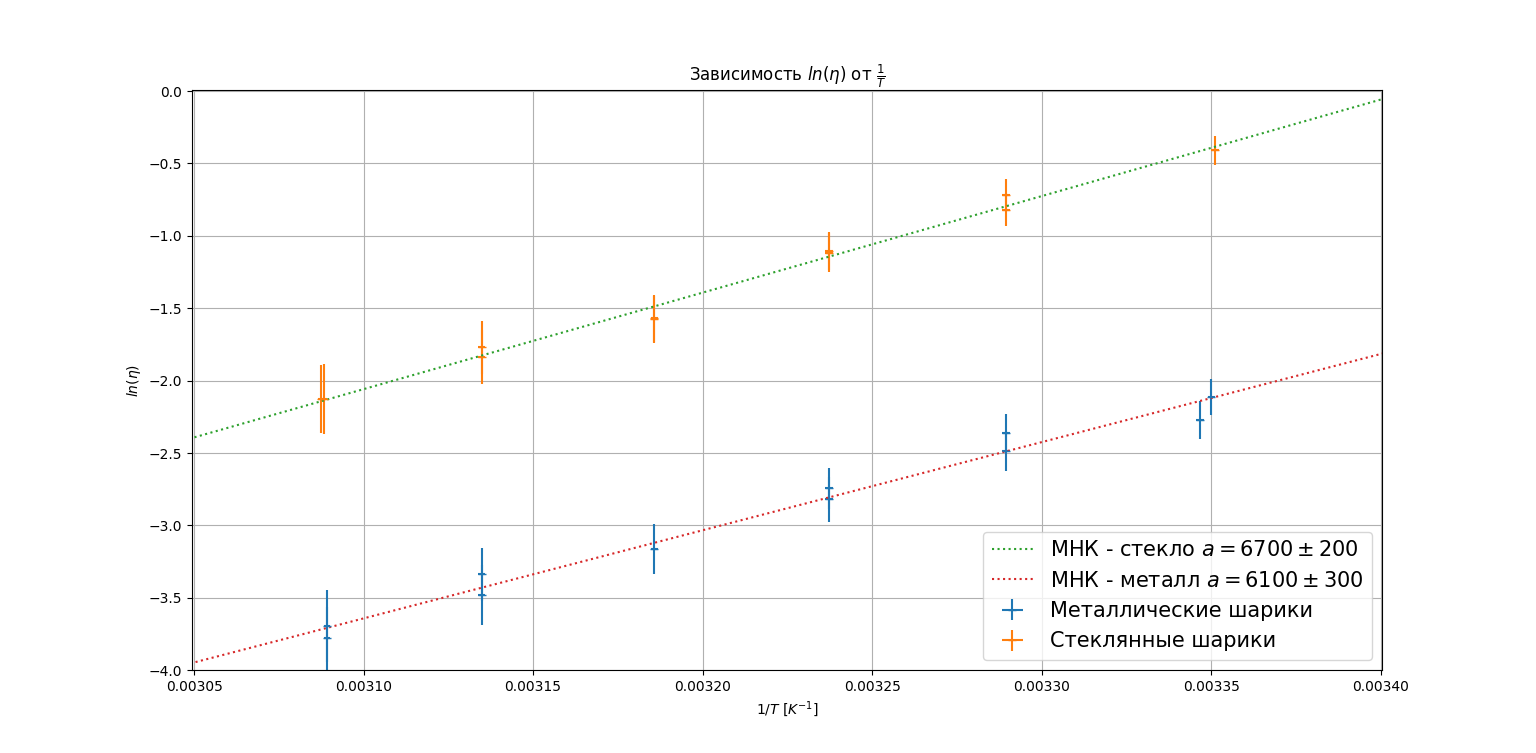 Зависимость ln(η) от 1/T
0.0
−0.5
−1.0
−1.5
−2.0
−2.5
−3.0
−3.5
−4.0
ln(η)
МНК - стекло a = 6700 ± 200
МНК - металл a = 6100 ± 300
Металлические шарики
Стеклянные шарики
0.00305 0.00310 0.00315 0.00320 0.00325 0.00330 0.00335 0.00340
1/T [K⁻¹]